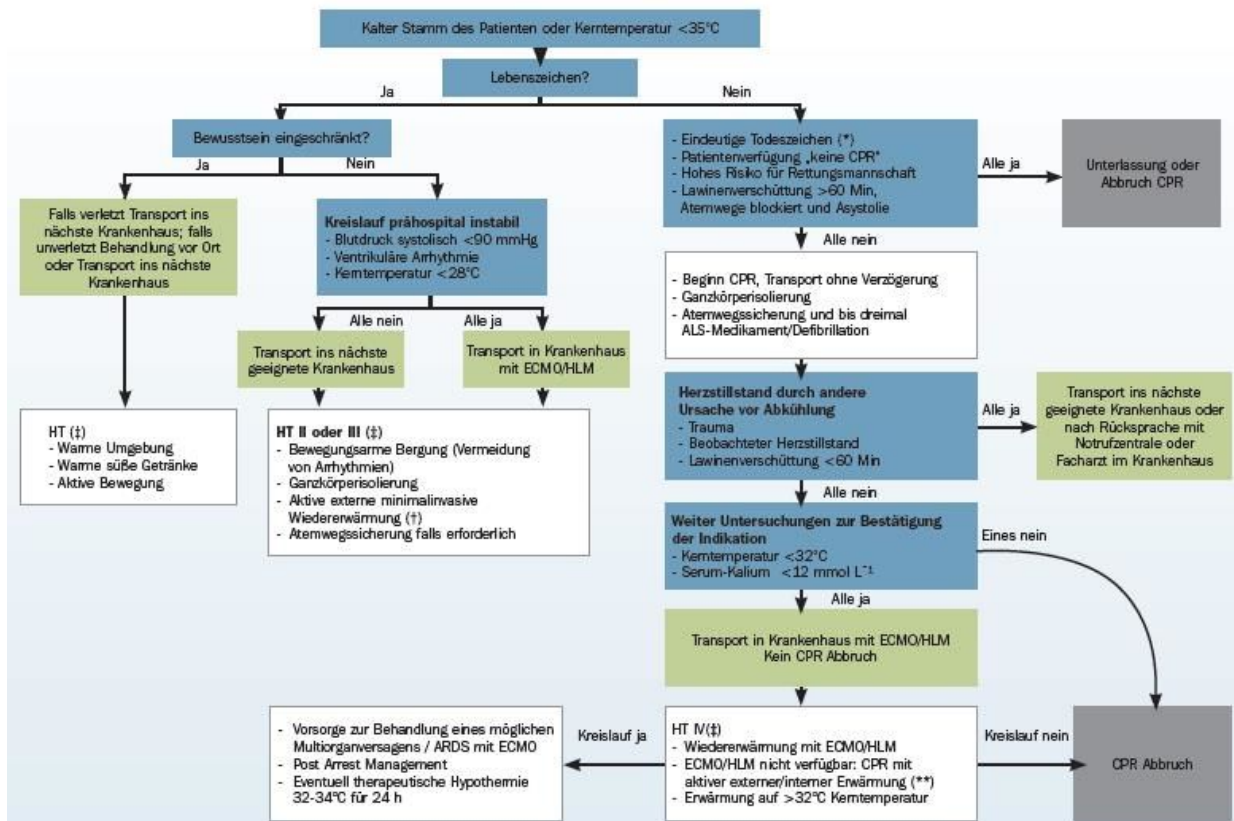 Kalter Stamm des Patienten oder Kerntemperatur <35°C
Lebenszeichen?
Ja
Nein
Bewusstsein eingeschränkt?
Ja
Nein
Falls verletzt Transport ins
nächste Krankenhaus; falls
unverletzt Behandlung vor Ort
oder Transport ins nächste
Krankenhaus
HT (‡)
- Warme Umgebung
- Warme süße Getränke
- Aktive Bewegung
Kreislauf prähospital instabil
- Blutdruck systolisch <90 mmHg
- Ventrikuläre Arrhythmie
- Kerntemperatur <28°C
Alle nein
Alle ja
Transport ins nächste
geeignete Krankenhaus
Transport in Krankenhaus
mit ECMO/HLM
HT II oder III (‡)
- Bewegungsarme Bergung (Vermeidung
von Arrhythmien)
- Ganzkörperisolierung
- Aktive externe minimalinvasive
Wiedererwärmung (†)
- Atemwegssicherung falls erforderlich
- Eindeutige Todeszeichen (*)
- Patientenverfügung „keine CPR"
- Hohes Risiko für Rettungsmannschaft
- Lawinenverschüttung >60 Min,
Atemwege blockiert und Asystolie
Alle ja
Unterlassung oder
Abbruch CPR
Alle nein
- Beginn CPR, Transport ohne Verzögerung
- Ganzkörperisolierung
- Atemwegssicherung und bis dreimal
ALS-Medikament/Defibrillation
Herzstillstand durch andere
Ursache vor Abkühlung
- Trauma
- Beobachteter Herzstillstand
- Lawinenverschüttung <60 Min
Alle ja
Transport ins nächste
geeignete Krankenhaus oder
nach Rücksprache mit
Notrufzentrale oder
Facharzt im Krankenhaus
Alle nein
Weiter Untersuchungen zur Bestätigung
der Indikation
- Kerntemperatur <32°C
- Serum-Kalium <12 mmol L⁻¹
Eines nein
Alle ja
Transport in Krankenhaus mit ECMO/HLM
Kein CPR Abbruch
HT IV(‡)
- Wiedererwärmung mit ECMO/HLM
- ECMO/HLM nicht verfügbar: CPR mit
aktiver externer/interner Erwärmung (**)
- Erwärmung auf >32°C Kerntemperatur
Kreislauf ja
- Vorsorge zur Behandlung eines möglichen
Multiorganversagens / ARDS mit ECMO
- Post Arrest Management
- Eventuell therapeutische Hypothermie
32-34°C für 24 h
Kreislauf nein
CPR Abbruch